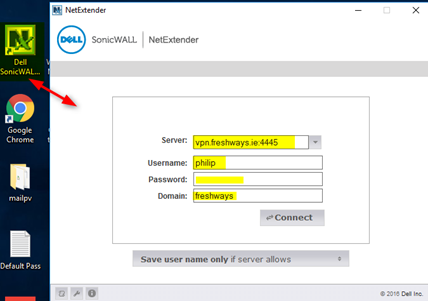 NetExtender
DELL
SonicWALL | NetExtender
Dell
SonicWAL...
Google
Chrome
mailpv
Default Pass
Server:
vpn.freshways.ie:4445
Username:
philip
Password:
Domain:
freshways
Connect
Save user name only if server allows
© 2016 Dell Inc.